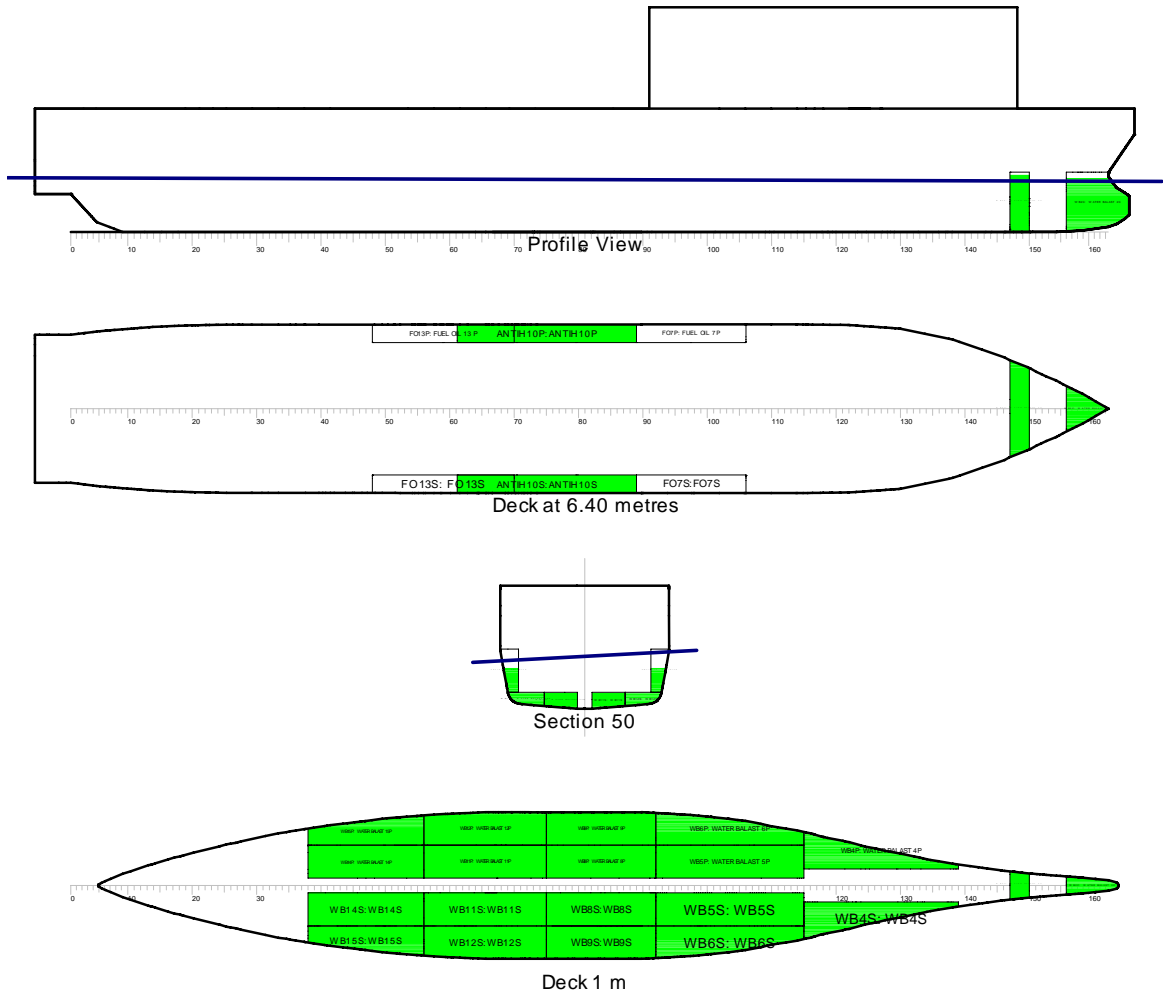 0 10 20 30 40 50 60 70 80 90 100 110 120 130 140 150 160
Profile View
FO13P: FUEL OIL 13 P ANTIH10P: ANTIH10P FO7P: FUEL OIL 7 P
0 10 20 30 40 50 60 70 80 90 100 110 120 130 140 150 160
FO13S: FO13S ANTIH10S: ANTIH10S FO7S: FO7S
Deck at 6.40 metres
Section 50
WB6P: WATER BALAST 6P
WB4P: WATER BALAST 4P
WB5P: WATER BALAST 5P
0 10 20 30 120 130 140 150 160
WB14S: WB14S WB11S: WB11S WB8S: WB8S WB5S: WB5S
WB4S: WB4S
WB15S: WB15S WB12S: WB12S WB9S: WB9S WB6S: WB6S
Deck 1 m